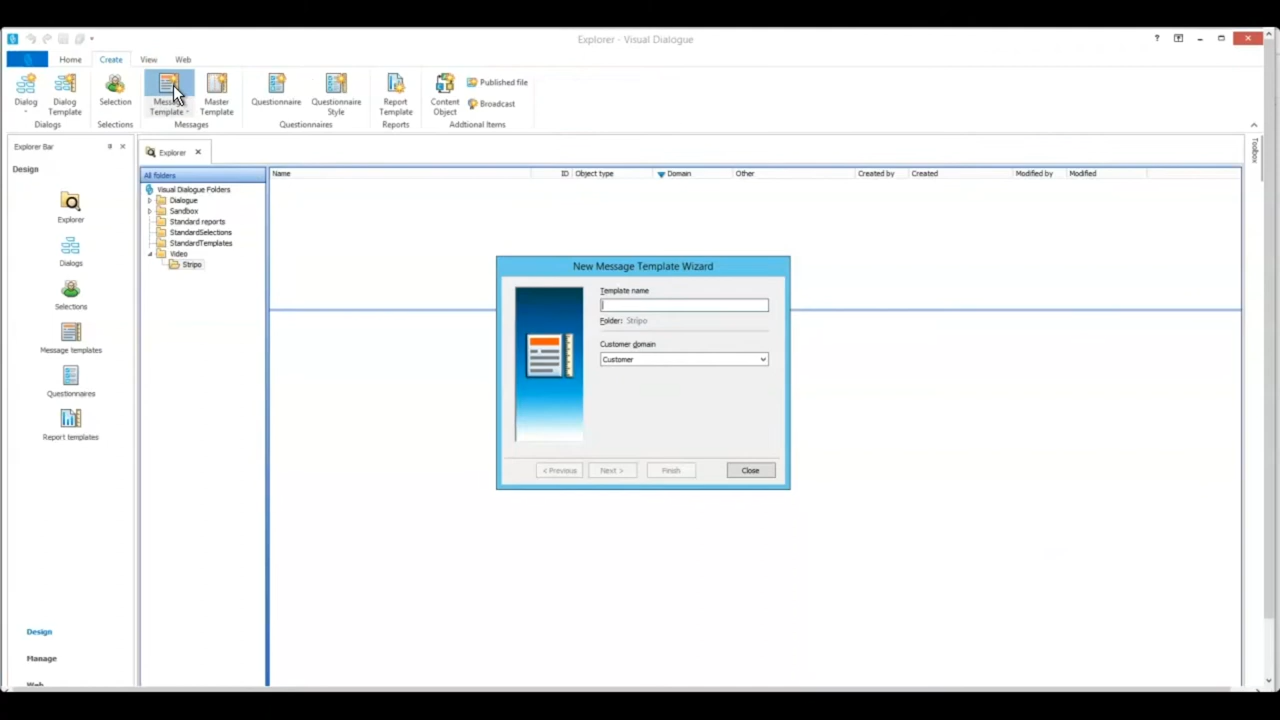 Explorer - Visual Dialogue
?
Home Create View Web
Dialog
Dialog Template
Selection
Message Template
Master Template
Questionnaire
Questionnaire Style
Report Template
Content Object
Published file
Broadcast
Dialogs Selections Messages Questionnaires Reports Additional Items
Explorer Bar
Explorer
Toolbox
Design
All folders
Name ID Object type Domain Other Created by Created Modified by Modified
Visual Dialogue Folders
Dialogue
Sandbox
Standard reports
StandardSelections
StandardTemplates
Video
Stripo
Explorer
Dialogs
Selections
Message templates
Questionnaires
Report templates
New Message Template Wizard
Template name
Folder: Stripo
Customer domain
Customer
< Previous Next > Finish Close
Design
Manage
Web